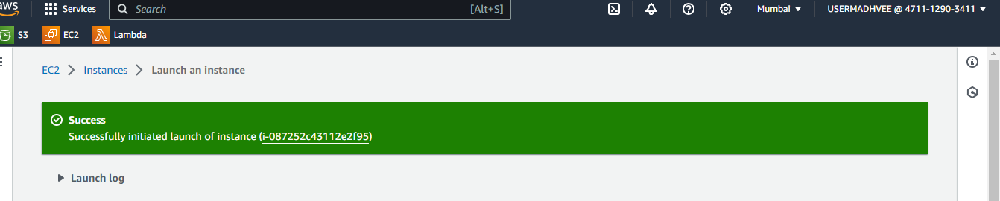 aws Services Search [Alt+S] Mumbai ▼ USERMADHVEE @ 4711-1290-3411 ▼
S3 EC2 Lambda
EC2 > Instances > Launch an instance
Success
Successfully initiated launch of instance (i-087252c43112e2f95)
Launch log